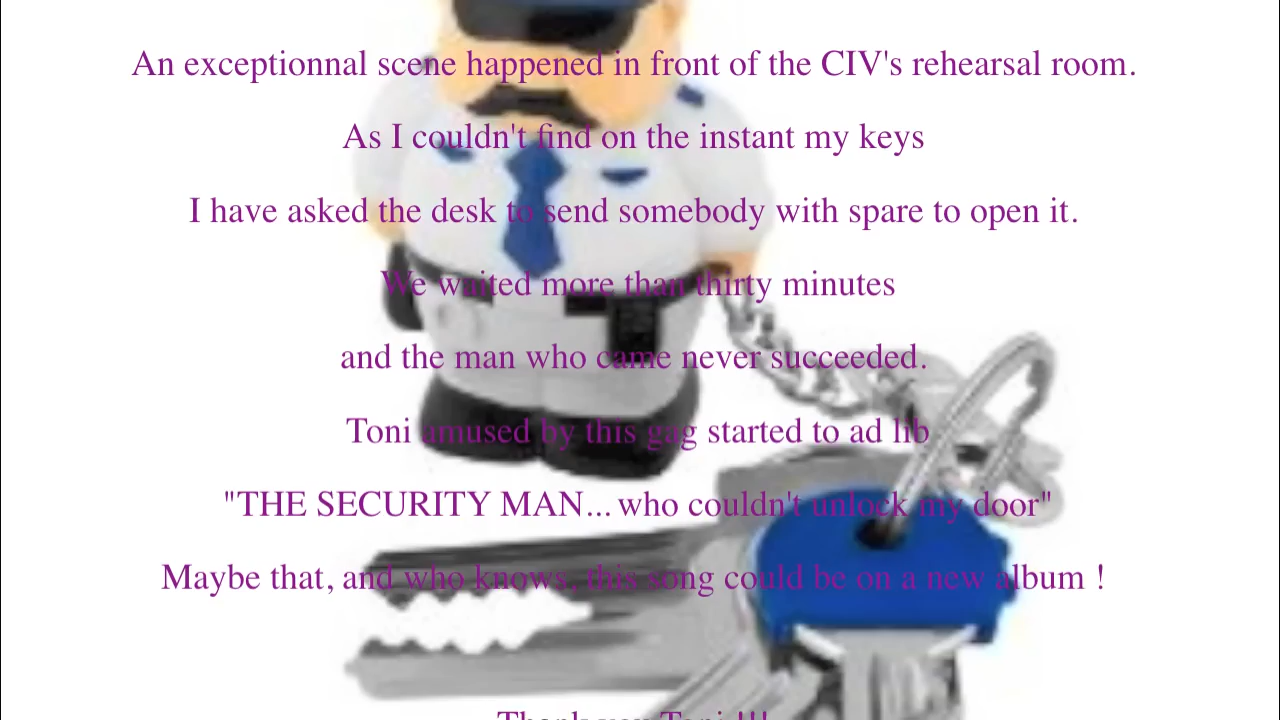 An exceptionnal scene happened in front of the CIV's rehearsal room.
As I couldn't find on the instant my keys
I have asked the desk to send somebody with spare to open it.
We waited more than thirty minutes
and the man who came never succeeded.
Toni amused by this gag started to ad lib
"THE SECURITY MAN... who couldn't unlock my door"
Maybe that, and who knows, this song could be on a new album !
Thank you Toni !!!